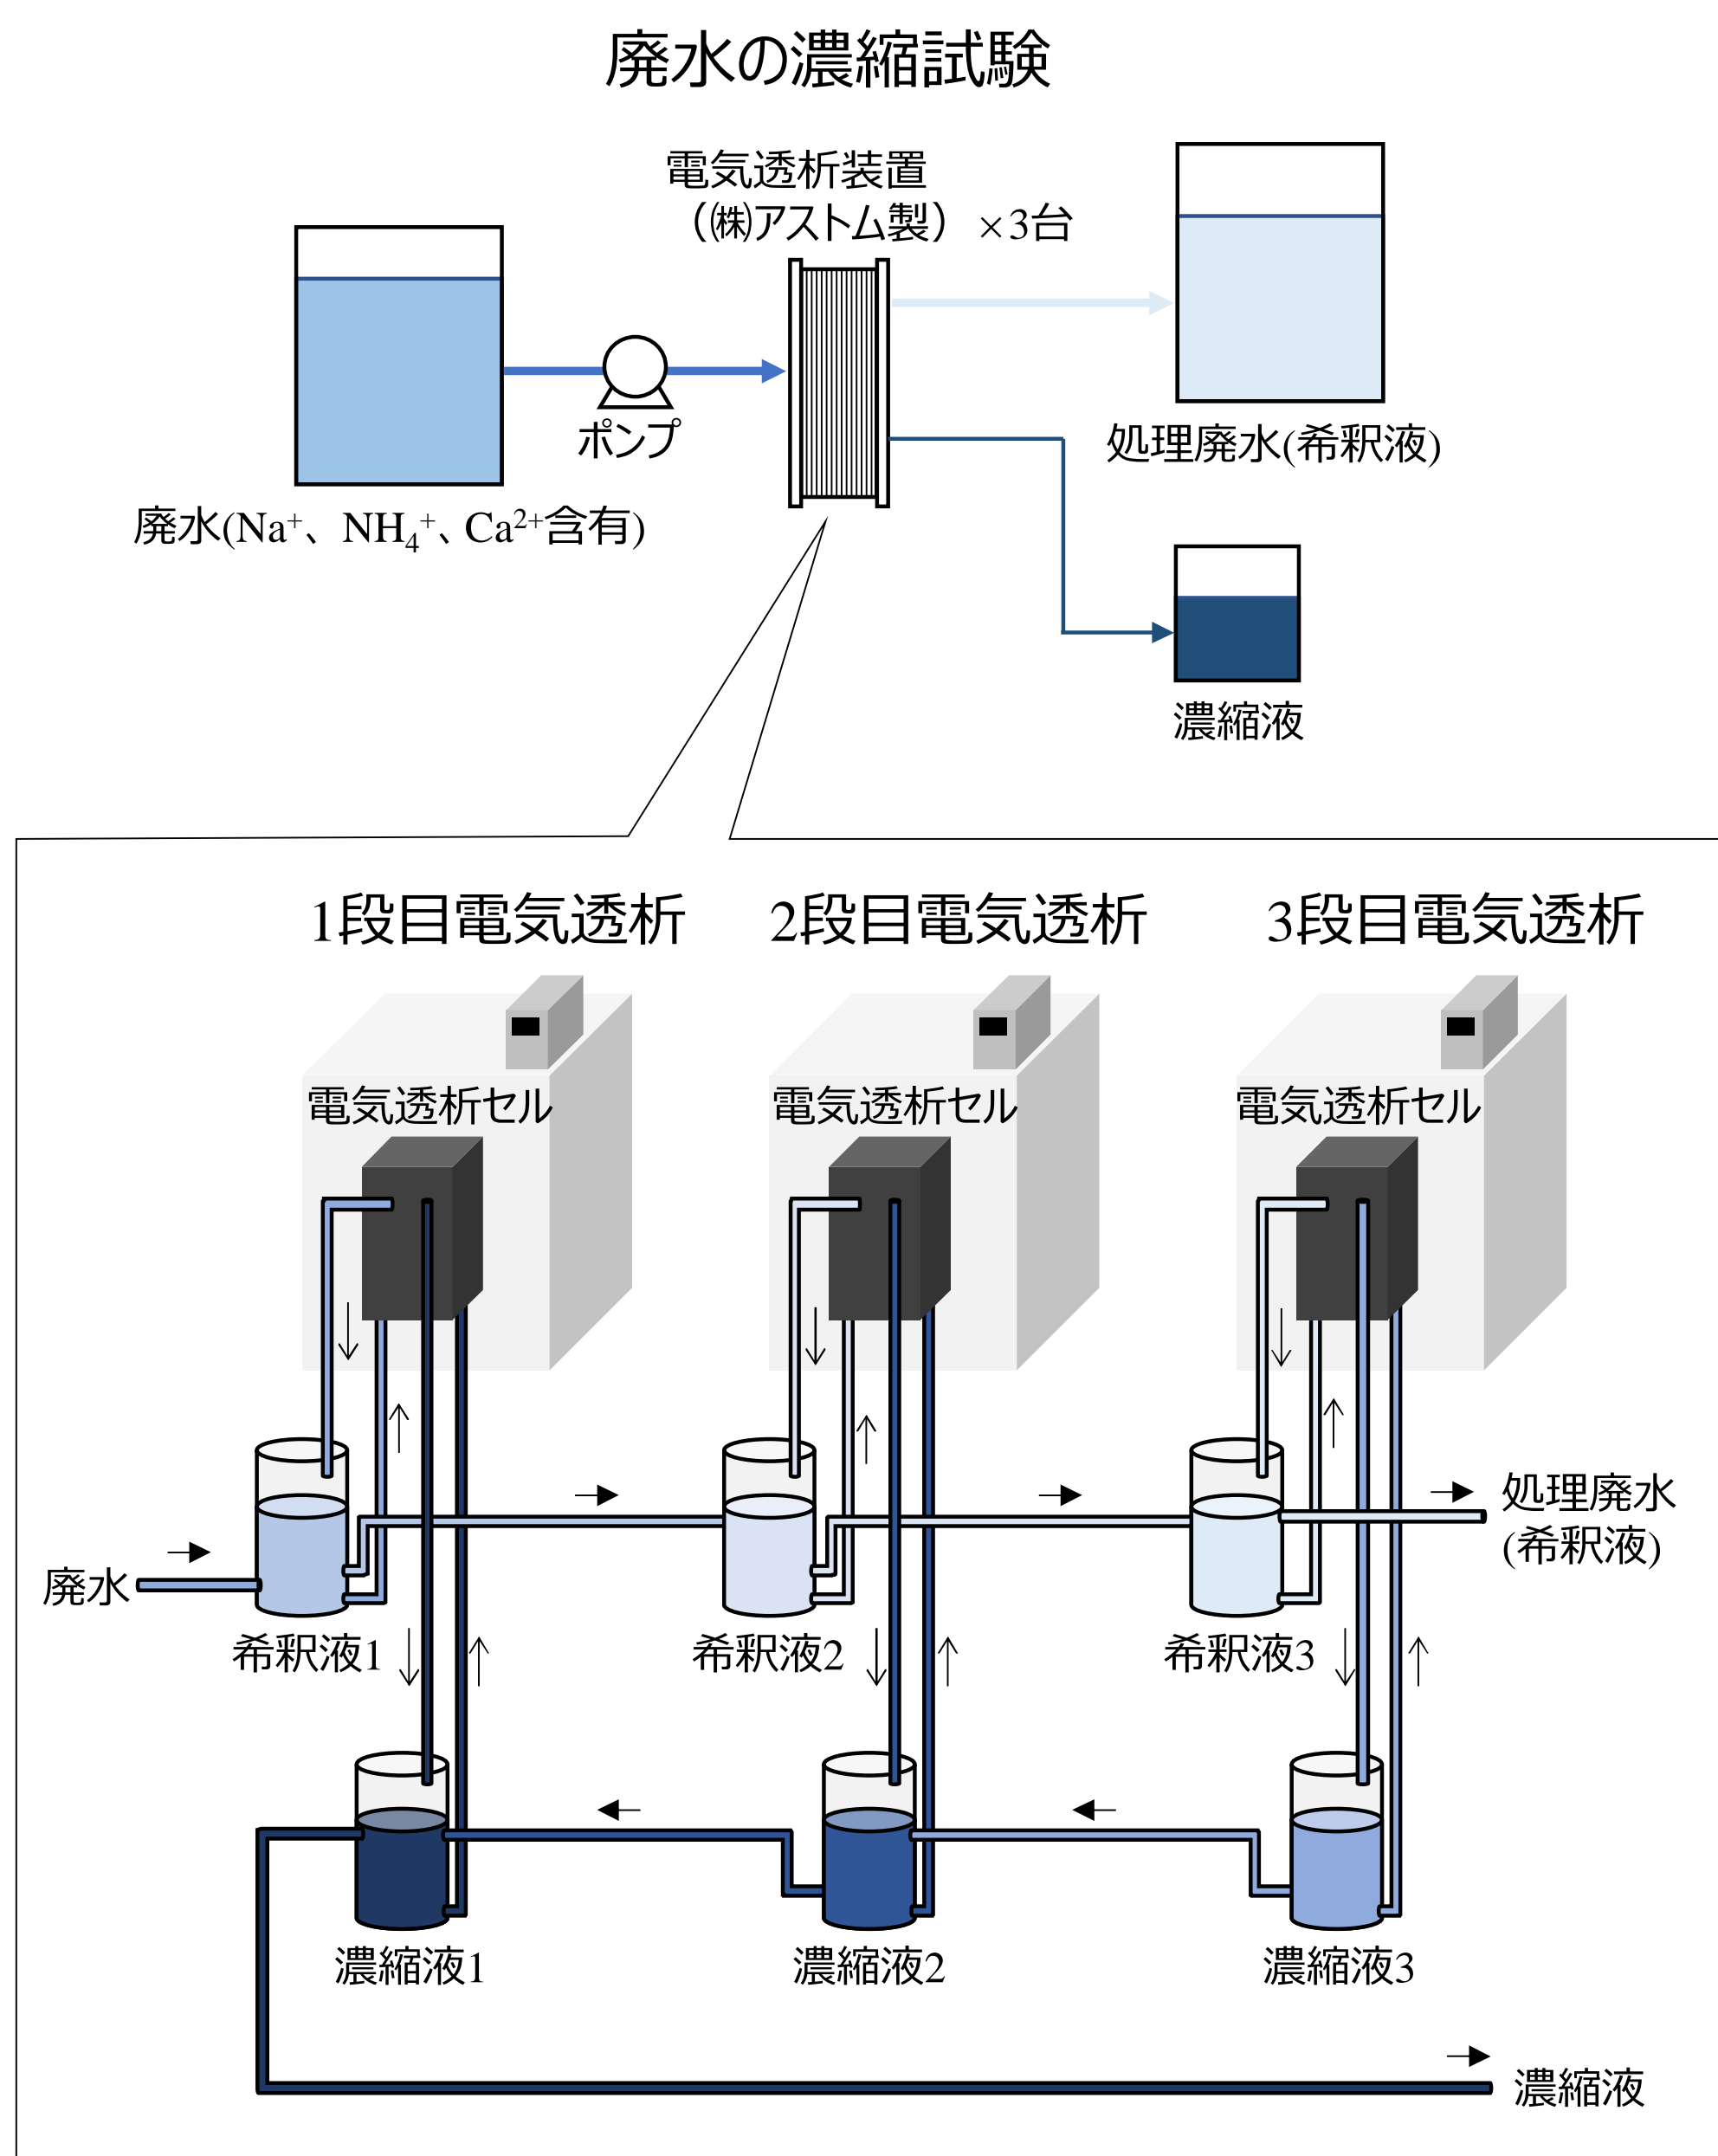 廃水の濃縮試験
電気透析装置
（㈱アストム製） ×3台
ポンプ
処理廃水(希釈液)
廃水(Na⁺、NH₄⁺、Ca²⁺含有)
濃縮液
1段目電気透析 2段目電気透析 3段目電気透析
電気透析セル 電気透析セル 電気透析セル
処理廃水
(希釈液)
廃水
希釈液1 希釈液2 希釈液3
濃縮液1 濃縮液2 濃縮液3
濃縮液